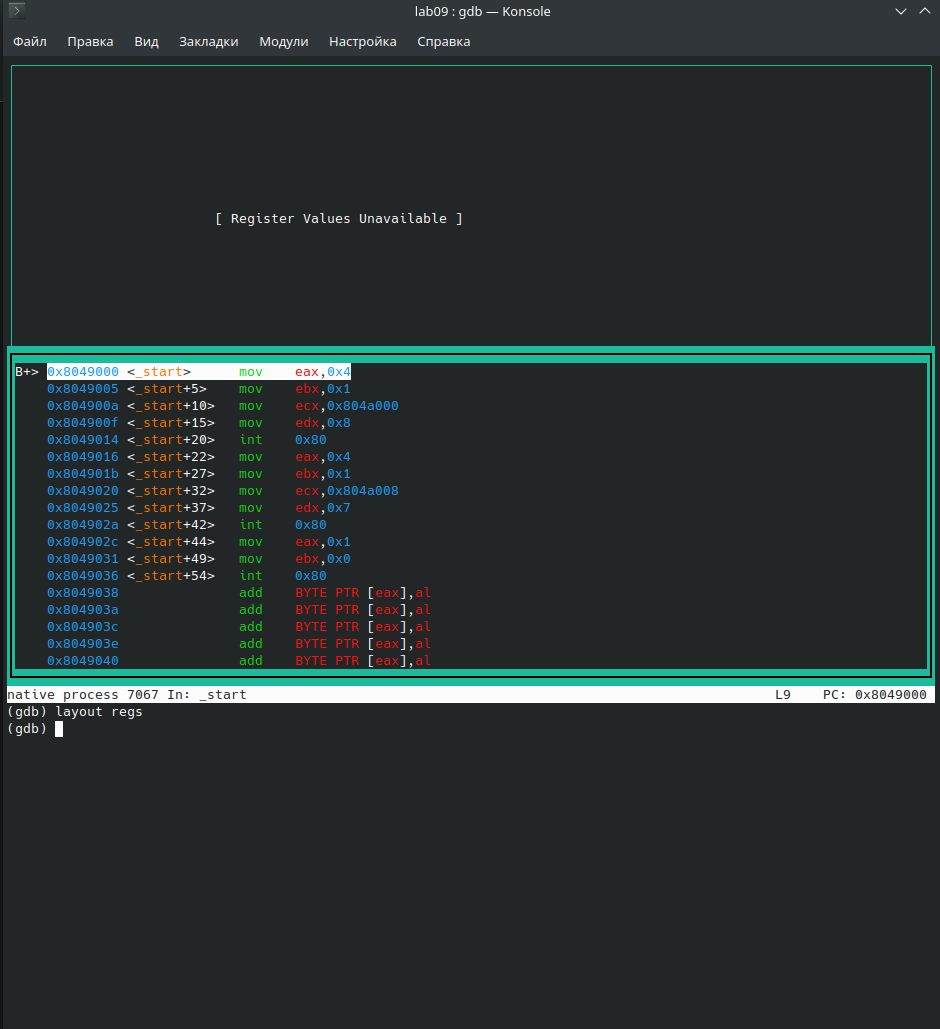 lab09 : gdb — Konsole
Файл Правка Вид Закладки Модули Настройка Справка
[ Register Values Unavailable ]
B+> 0x8049000 <_start> mov eax,0x4
0x8049005 <_start+5> mov ebx,0x1
0x804900a <_start+10> mov ecx,0x804a000
0x804900f <_start+15> mov edx,0x8
0x8049014 <_start+20> int 0x80
0x8049016 <_start+22> mov eax,0x4
0x804901b <_start+27> mov ebx,0x1
0x8049020 <_start+32> mov ecx,0x804a008
0x8049025 <_start+37> mov edx,0x7
0x804902a <_start+42> int 0x80
0x804902c <_start+44> mov eax,0x1
0x8049031 <_start+49> mov ebx,0x0
0x8049036 <_start+54> int 0x80
0x8049038 add BYTE PTR [eax],al
0x804903a add BYTE PTR [eax],al
0x804903c add BYTE PTR [eax],al
0x804903e add BYTE PTR [eax],al
0x8049040 add BYTE PTR [eax],al
native process 7067 In: _start L9 PC: 0x8049000
(gdb) layout regs
(gdb)